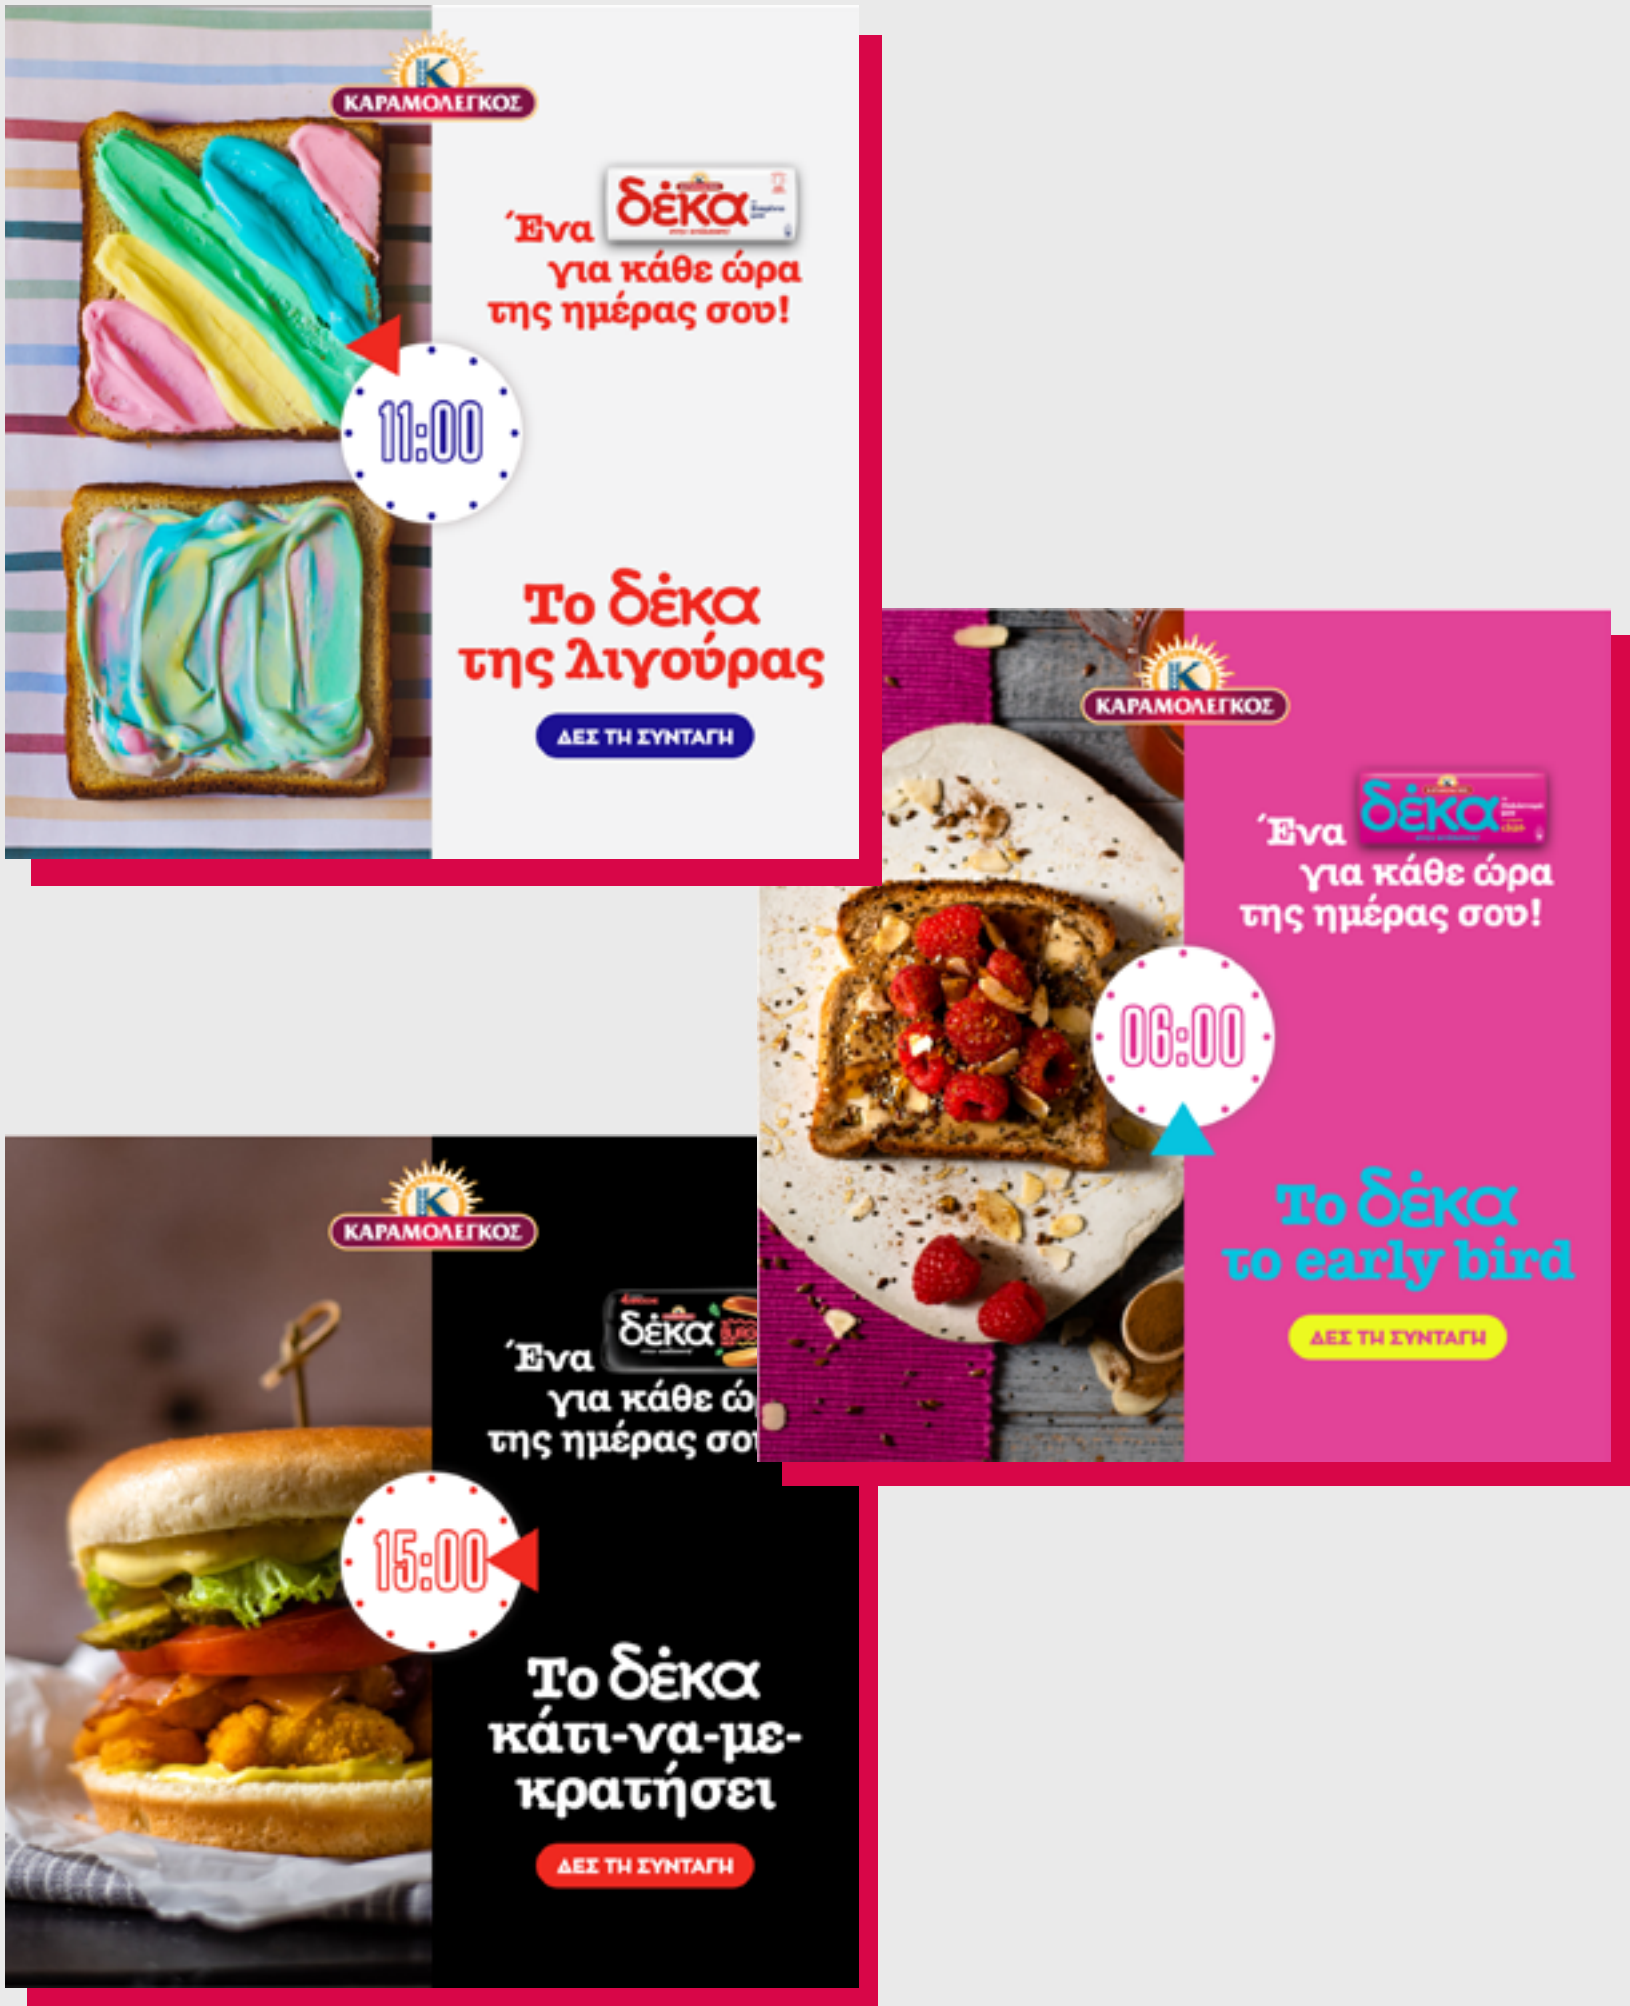 ΚΑΡΑΜΟΛΕΓΚΟΣ
Ένα δέκα
για κάθε ώρα
της ημέρας σου!
11:00
Το δέκα
της λιγούρας
ΔΕΣ ΤΗ ΣΥΝΤΑΓΗ
ΚΑΡΑΜΟΛΕΓΚΟΣ
Ένα δέκα
για κάθε ώρα
της ημέρας σου!
06:00
Το δέκα
το early bird
ΔΕΣ ΤΗ ΣΥΝΤΑΓΗ
ΚΑΡΑΜΟΛΕΓΚΟΣ
Ένα δέκα
για κάθε ώ
της ημέρας σο
15:00
Το δέκα
κάτι-να-με-
κρατήσει
ΔΕΣ ΤΗ ΣΥΝΤΑΓΗ